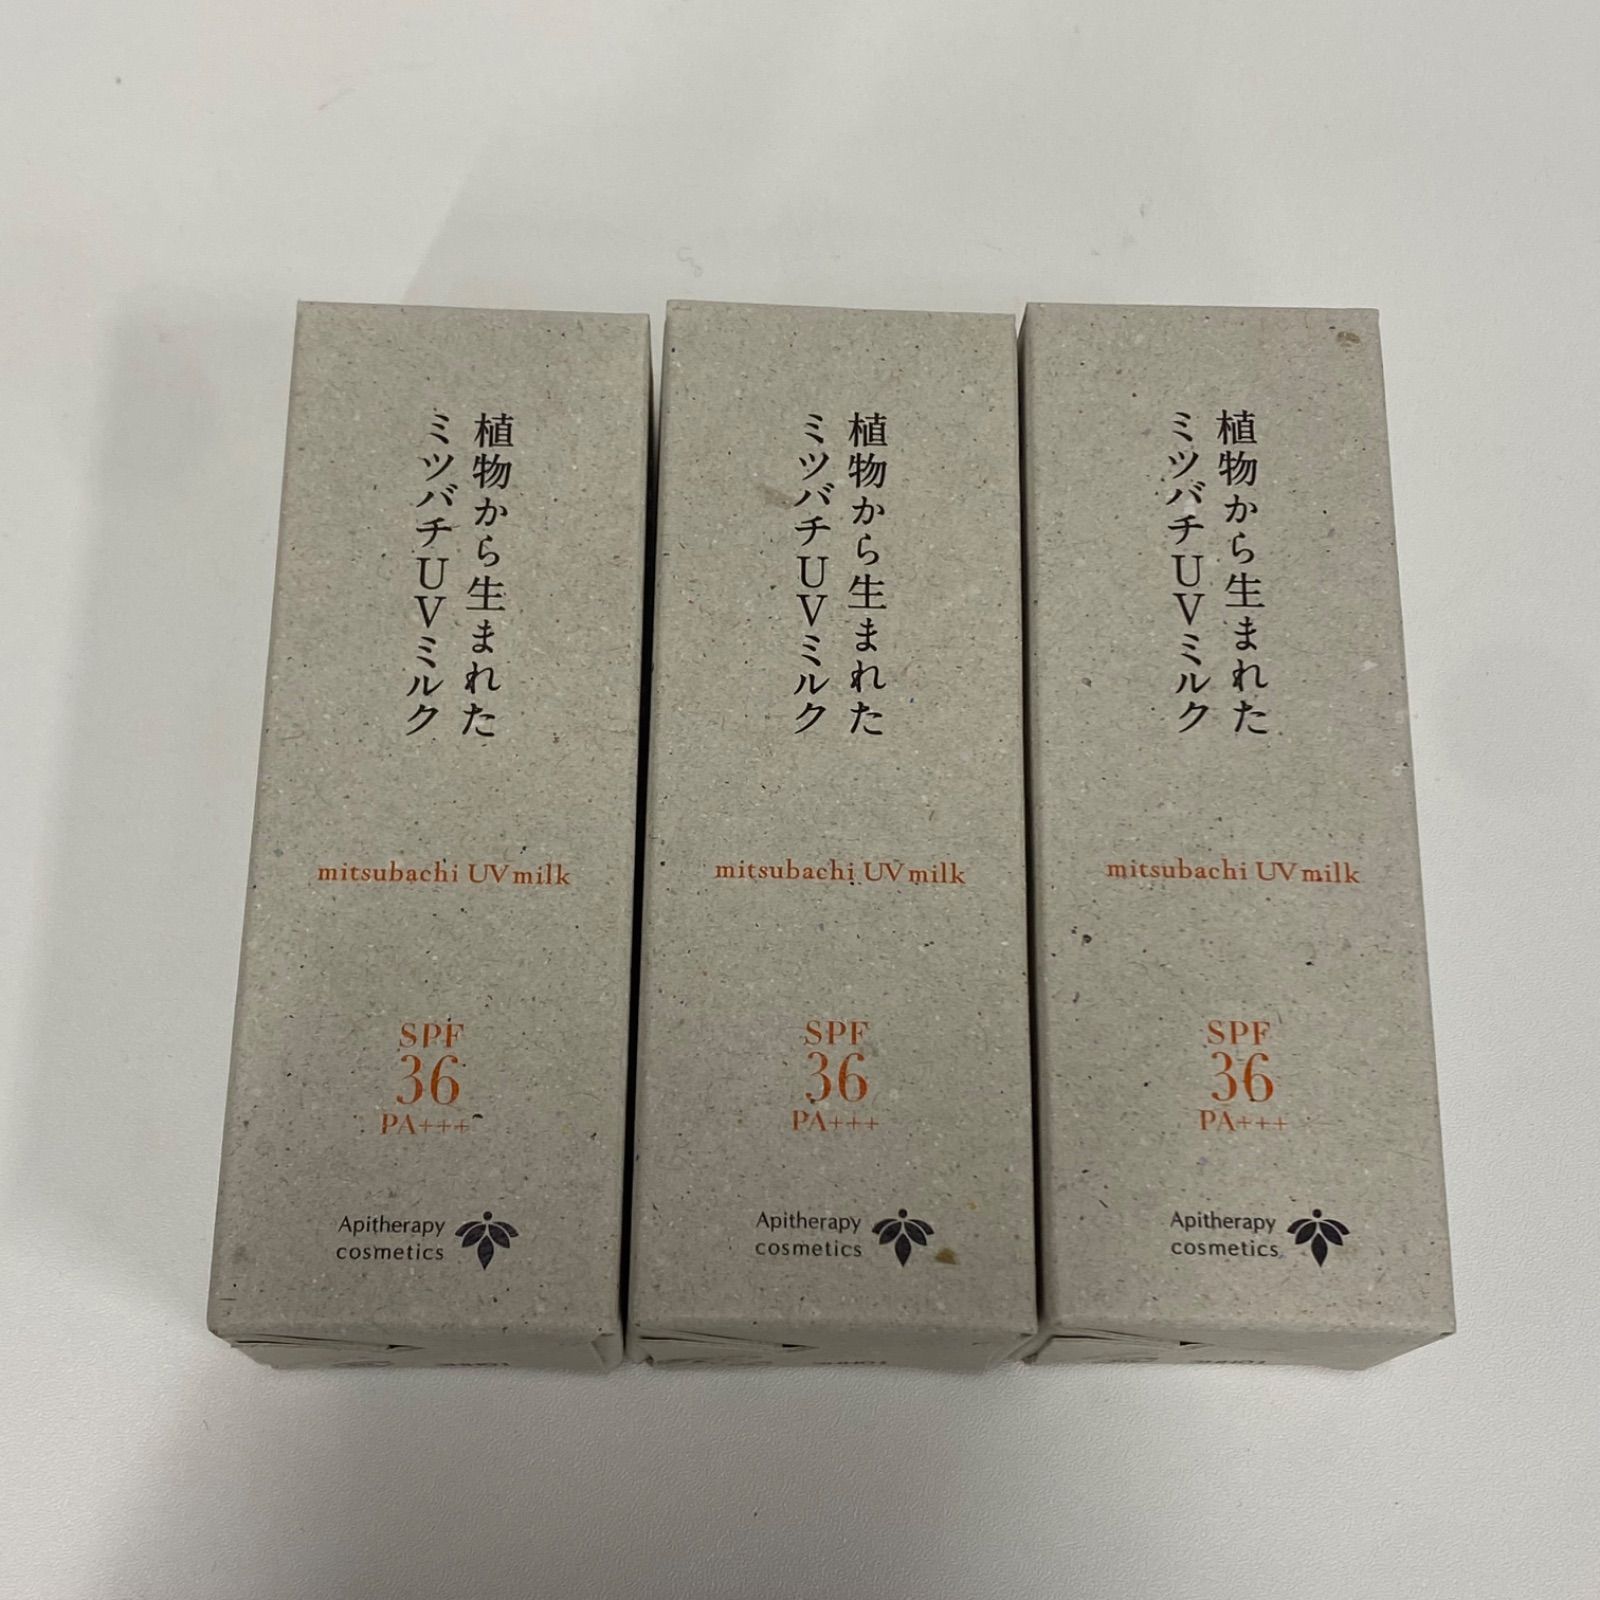 植物から生まれた
ミツバチUVミルク
mitsubachi UV milk
SPF
36
PA+++
Apitherapy
cosmetics
植物から生まれた
ミツバチUVミルク
mitsubachi UV milk
SPF
36
PA+++
Apitherapy
cosmetics
植物から生まれた
ミツバチUVミルク
mitsubachi UV milk
SPF
36
PA+++
Apitherapy
cosmetics